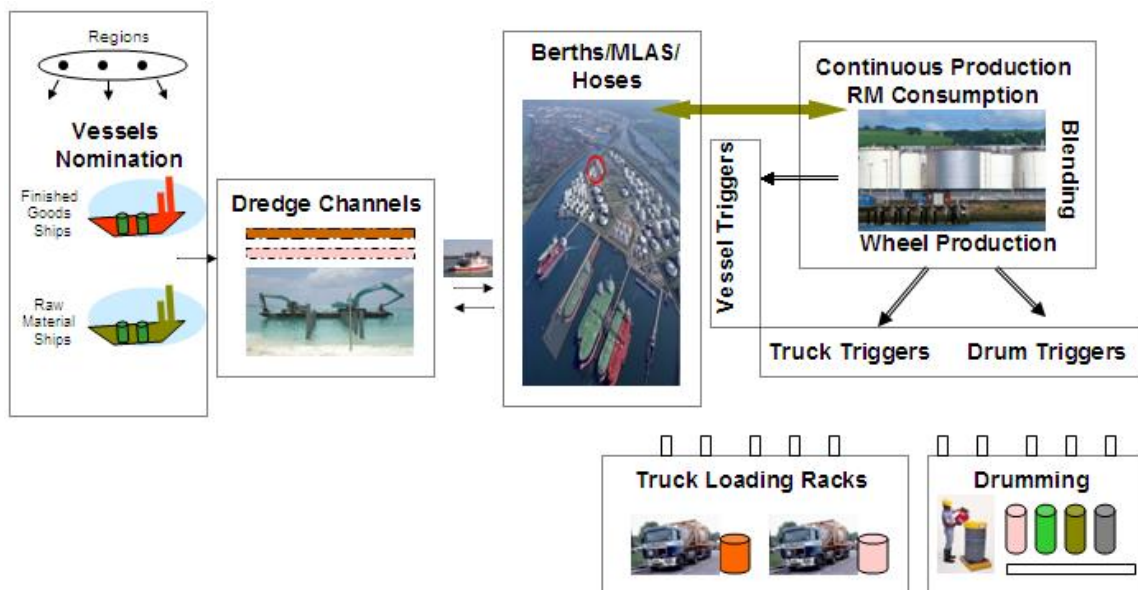 Regions
Vessels
Nomination
Finished
Goods
Ships
Raw
Material
Ships
Dredge Channels
Berths/MLAS/
Hoses
Vessel Triggers
Continuous Production
RM Consumption
Blending
Wheel Production
Truck Triggers
Drum Triggers
Truck Loading Racks
Drumming